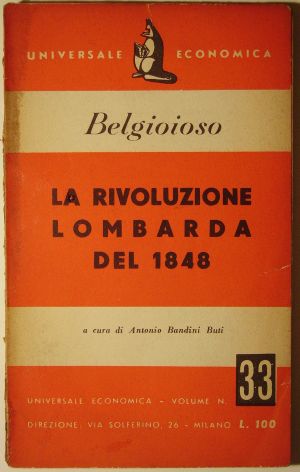 UNIVERSALE ECONOMICA
Belgioioso
LA RIVOLUZIONE
LOMBARDA
DEL 1848
a cura di Antonio Bandini Buti
33
UNIVERSALE ECONOMICA - VOLUME N.
DIREZIONE: VIA SOLFERINO, 26 - MILANO L. 100